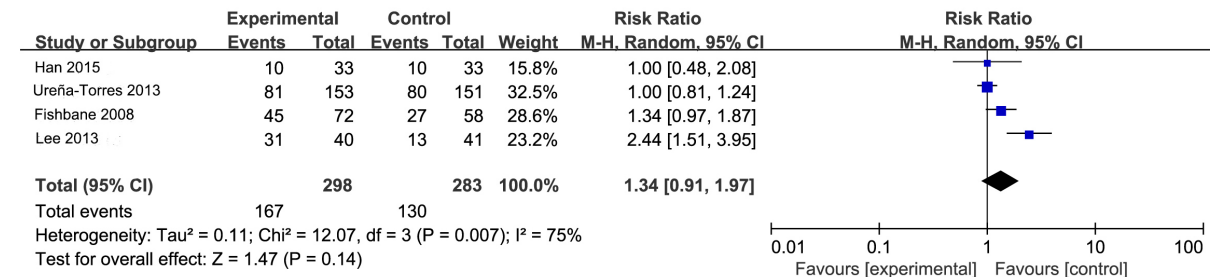 Experimental Control Risk Ratio Risk Ratio
Study or Subgroup Events Total Events Total Weight M-H, Random, 95% CI M-H, Random, 95% CI
Han 2015 10 33 10 33 15.8% 1.00 [0.48, 2.08]
Ureña-Torres 2013 81 153 80 151 32.5% 1.00 [0.81, 1.24]
Fishbane 2008 45 72 27 58 28.6% 1.34 [0.97, 1.87]
Lee 2013 31 40 13 41 23.2% 2.44 [1.51, 3.95]
Total (95% CI) 298 283 100.0% 1.34 [0.91, 1.97]
Total events 167 130
Heterogeneity: Tau² = 0.11; Chi² = 12.07, df = 3 (P = 0.007); I² = 75%
Test for overall effect: Z = 1.47 (P = 0.14)
0.01 0.1 1 10 100
Favours [experimental] Favours [control]